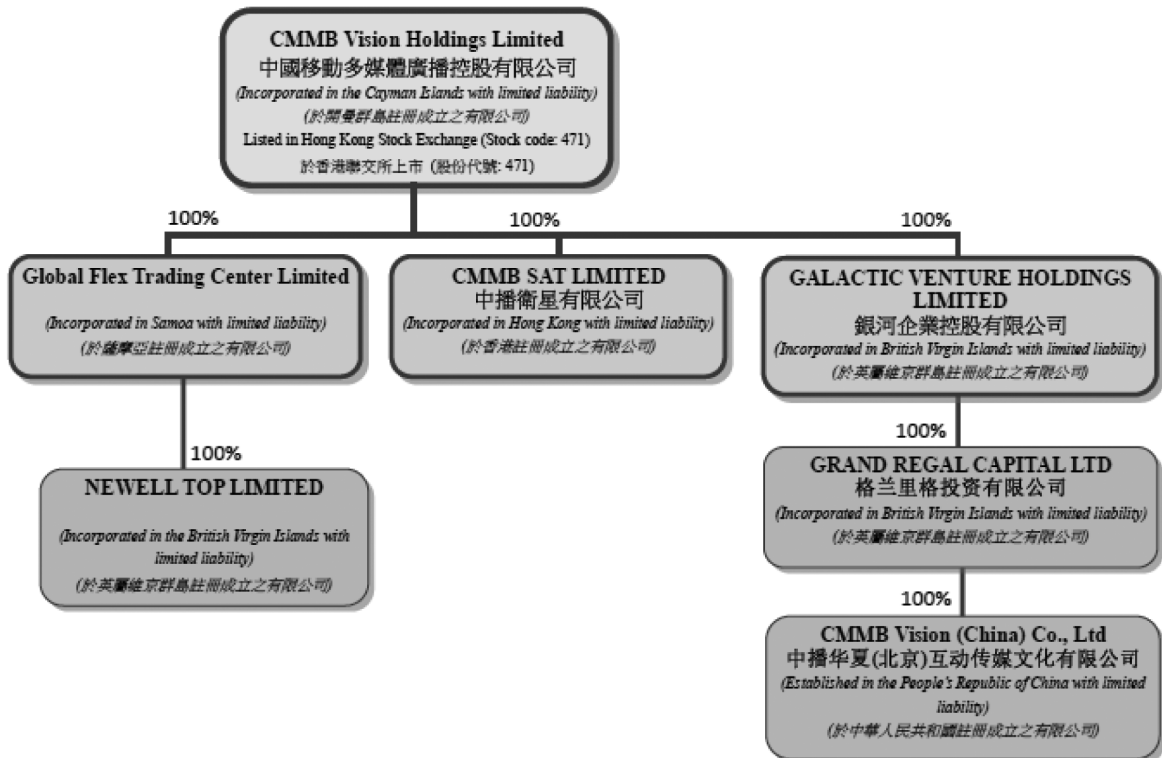 CMMB Vision Holdings Limited
中國移動多媒體廣播控股有限公司
(Incorporated in the Cayman Islands with limited liability)
(於開曼群島註冊成立之有限公司)
Listed in Hong Kong Stock Exchange (Stock code: 471)
於香港聯交所上市 (股份代號: 471)
100%
100%
100%
Global Flex Trading Center Limited
(Incorporated in Samoa with limited liability)
(於薩摩亞註冊成立之有限公司)
CMMB SAT LIMITED
中播衛星有限公司
(Incorporated in Hong Kong with limited liability)
(於香港註冊成立之有限公司)
GALACTIC VENTURE HOLDINGS
LIMITED
銀河企業控股有限公司
(Incorporated in British Virgin Islands with limited liability)
(於英屬維京群島註冊成立之有限公司)
100%
NEWELL TOP LIMITED
(Incorporated in the British Virgin Islands with
limited liability)
(於英屬維京群島註冊成立之有限公司)
100%
GRAND REGAL CAPITAL LTD
格兰里格投资有限公司
(Incorporated in British Virgin Islands with limited liability)
(於英屬維京群島註冊成立之有限公司)
100%
CMMB Vision (China) Co., Ltd
中播华夏(北京)互动传媒文化有限公司
(Established in the People's Republic of China with limited
liability)
(於中華人民共和國註冊成立之有限公司)